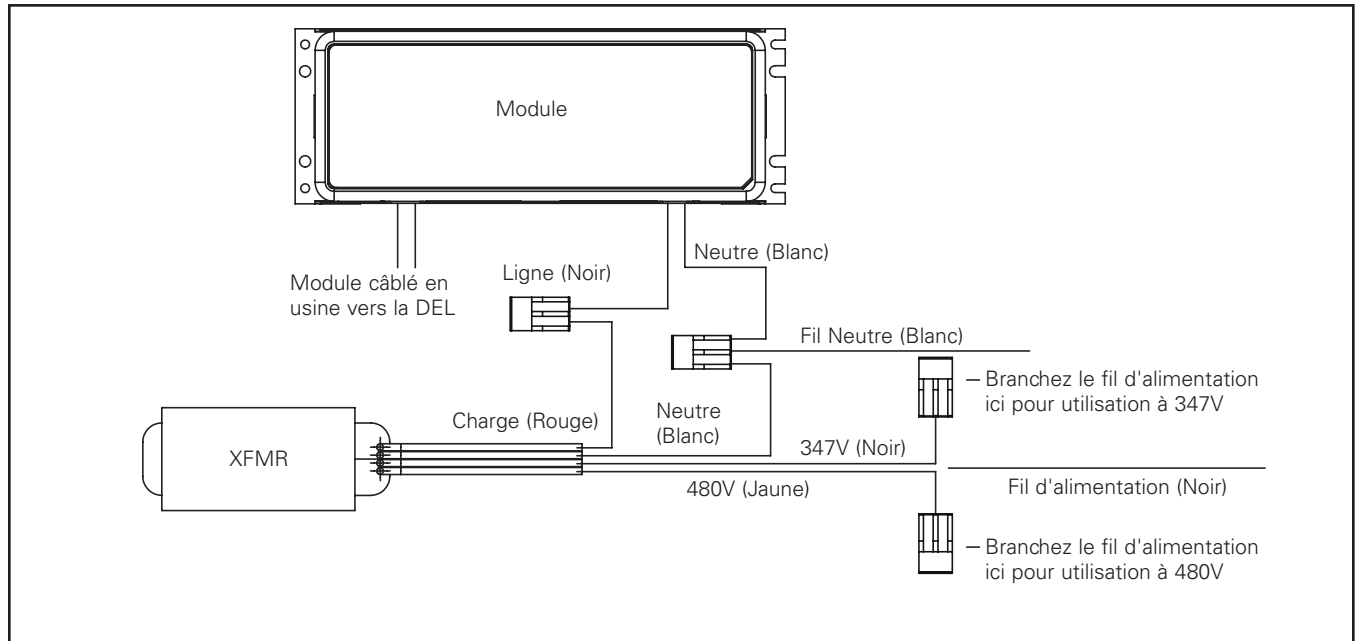 Module
Module câblé en
usine vers la DEL
Ligne (Noir)
Neutre (Blanc)
Fil Neutre (Blanc)
– Branchez le fil d'alimentation
ici pour utilisation à 347V
Charge (Rouge)
Neutre
(Blanc)
XFMR
347V (Noir)
480V (Jaune)
Fil d'alimentation (Noir)
– Branchez le fil d'alimentation
ici pour utilisation à 480V